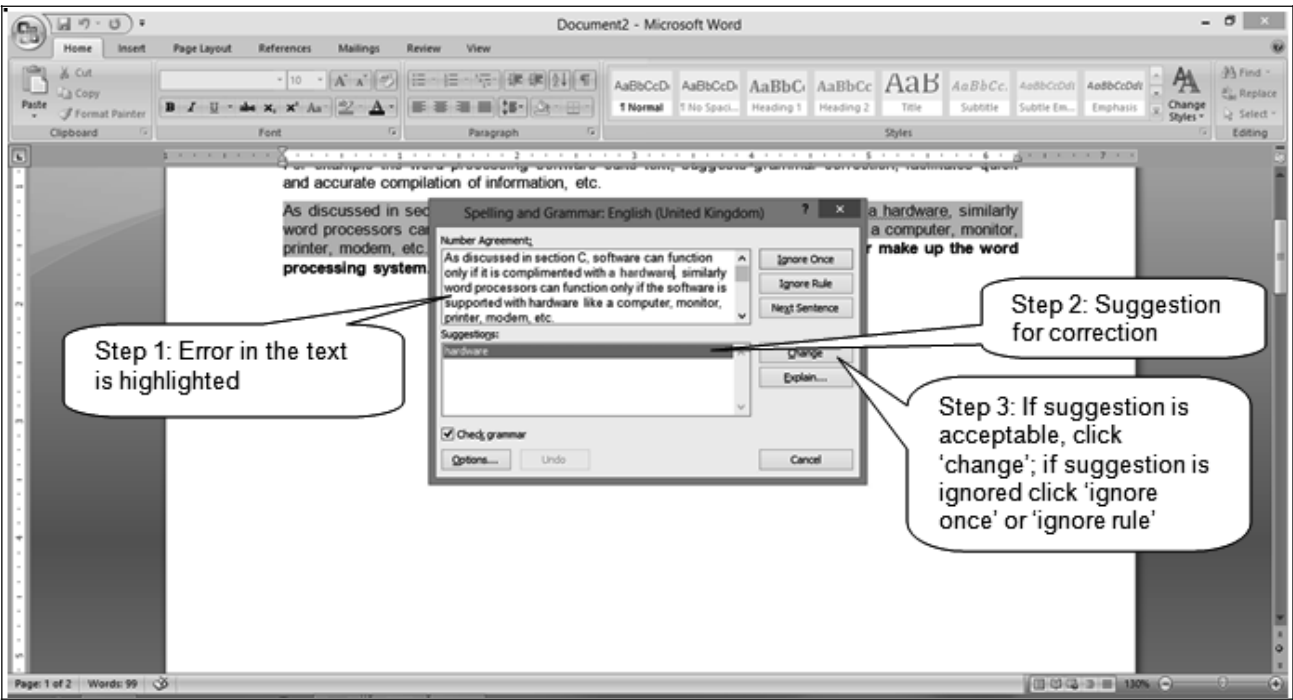 Document2 - Microsoft Word
Home Insert Page Layout References Mailings Review View
Paste
Cut
Copy
Format Painter
Clipboard
10
Font
Paragraph
AaBbCcDc AaBbCcDc AaBbC AaBbCc AaB AaBbCc. AaBbCcDd AaBbCcDd
¶ Normal ¶ No Spaci... Heading 1 Heading 2 Title Subtitle Subtle Em... Emphasis
Change Styles
Styles
Find
Replace
Select
Editing
and accurate compilation of information, etc.
As discussed in sec
a hardware, similarly
word processors car
a computer, monitor,
printer, modem, etc.
r make up the word
processing system.
Spelling and Grammar: English (United Kingdom)
Number Agreement:
As discussed in section C, software can function
only if it is complimented with a hardware, similarly
word processors can function only if the software is
supported with hardware like a computer, monitor,
printer, modem, etc.
Ignore Once
Ignore Rule
Next Sentence
Suggestions:
hardware
Change
Explain...
Check grammar
Options...
Undo
Cancel
Step 1: Error in the text
is highlighted
Step 2: Suggestion
for correction
Step 3: If suggestion is
acceptable, click
‘change’; if suggestion is
ignored click ‘ignore
once’ or ‘ignore rule’
Page: 1 of 2 Words: 99
130%